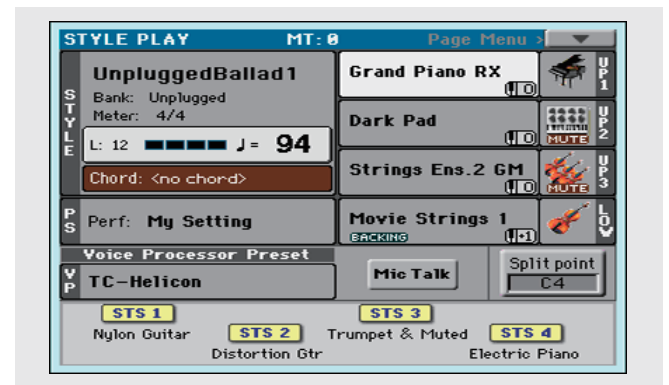 STYLE PLAY MT: 0 Page Menu >
STYLE
UnpluggedBallad1
Bank: Unplugged
Meter: 4/4
L: 12 ♩= 94
Chord: <no chord>
Grand Piano RX
0
UP1
Dark Pad
0
MUTE
UP2
Strings Ens.2 GM
0
MUTE
UP3
PS
Perf: My Setting
Movie Strings 1
BACKING +1
LOW
Voice Processor Preset
VP
TC-Helicon
Mic Talk
Split point
C4
STS 1
Nylon Guitar
STS 2
Distortion Gtr
STS 3
Trumpet & Muted
STS 4
Electric Piano